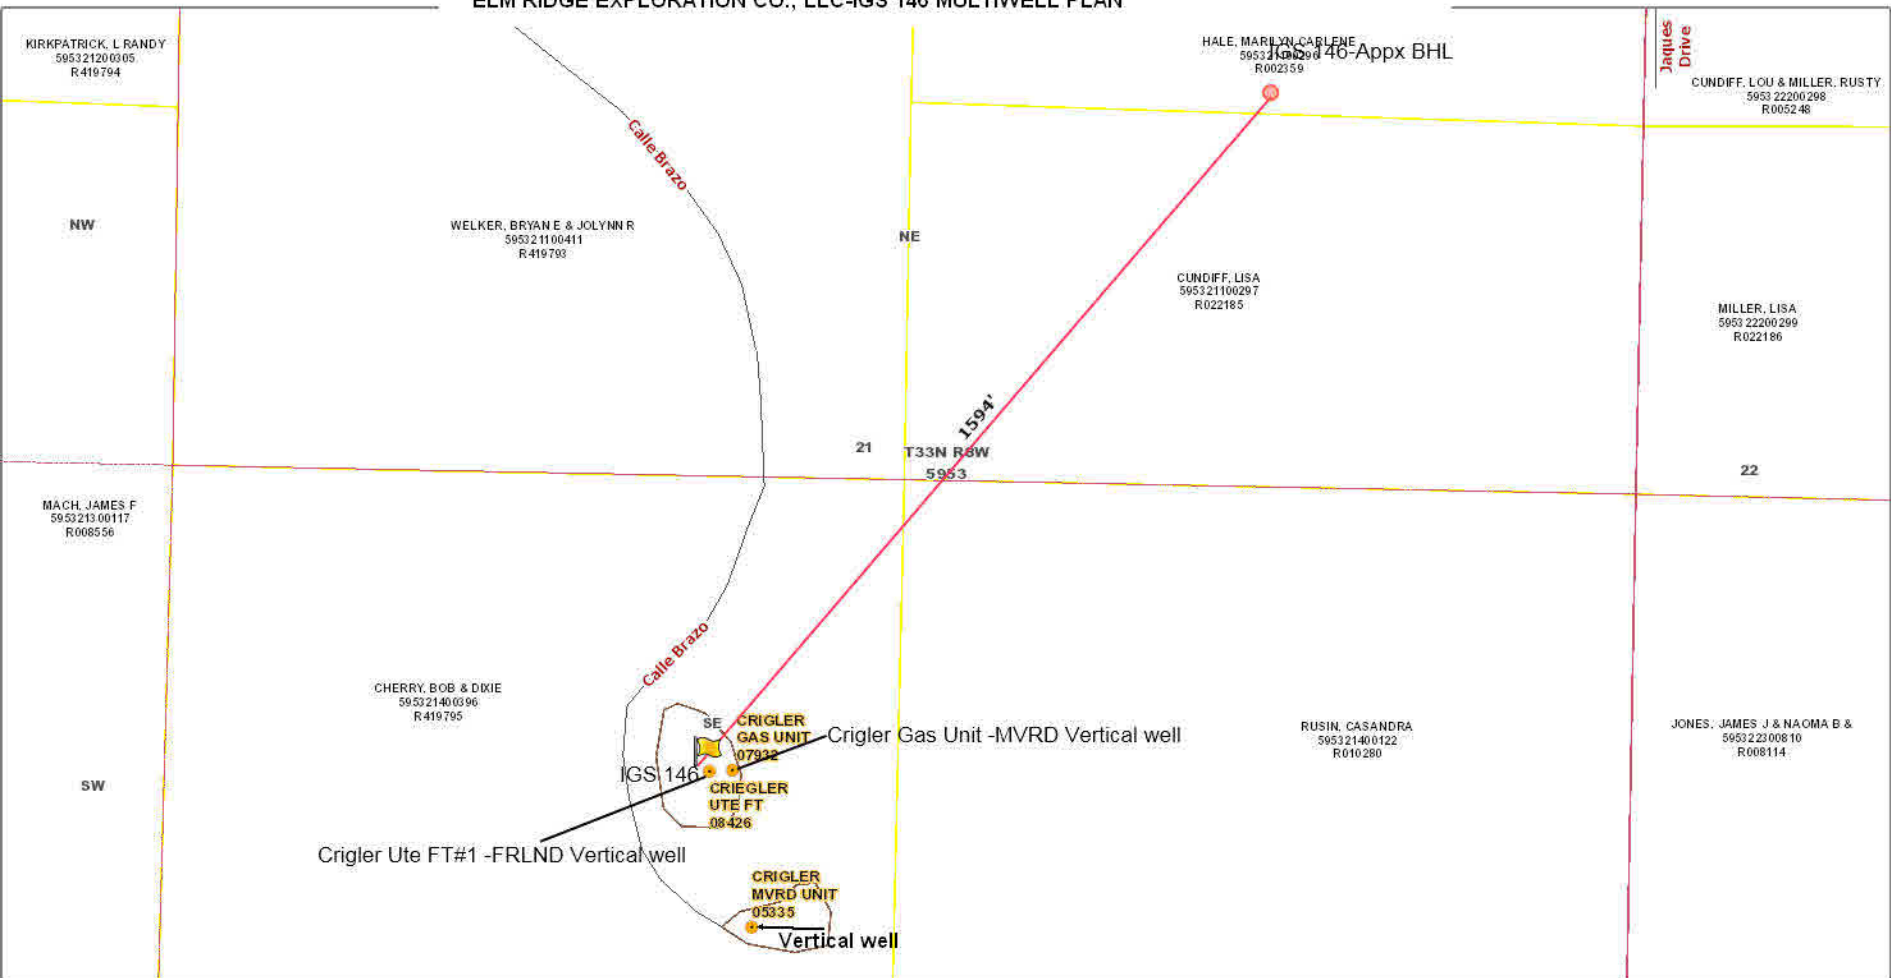 ELM RIDGE EXPLORATION CO., LLC-IGS 146 MULTIWELL PLAN
KIRKPATRICK, L RANDY
595321200305
R419794
HALE, MARILYN CARLENE
R002359
IGS 146-Appx BHL
Jaques
Drive
CUNDIFF, LOU & MILLER, RUSTY
595322200298
R005248
Calle Brazo
NW
WELKER, BRYAN E & JOLYNN R
595321100411
R419793
NE
CUNDIFF, LISA
595321100297
R022185
MILLER, LISA
595322200299
R022186
1594'
21
T33N R8W
5953
22
MACH, JAMES F
595321300117
R008556
Calle Brazo
CHERRY, BOB & DIXIE
595321400396
R419795
SE
CRIGLER
GAS UNIT
07932
Crigler Gas Unit -MVRD Vertical well
RUSIN, CASANDRA
595321400122
R010280
JONES, JAMES J & NAOMA B &
595322300810
R008114
SW
IGS 146
CRIEGLER
UTE FT
08426
Crigler Ute FT#1 -FRLND Vertical well
CRIGLER
MVRD UNIT
05335
Vertical well